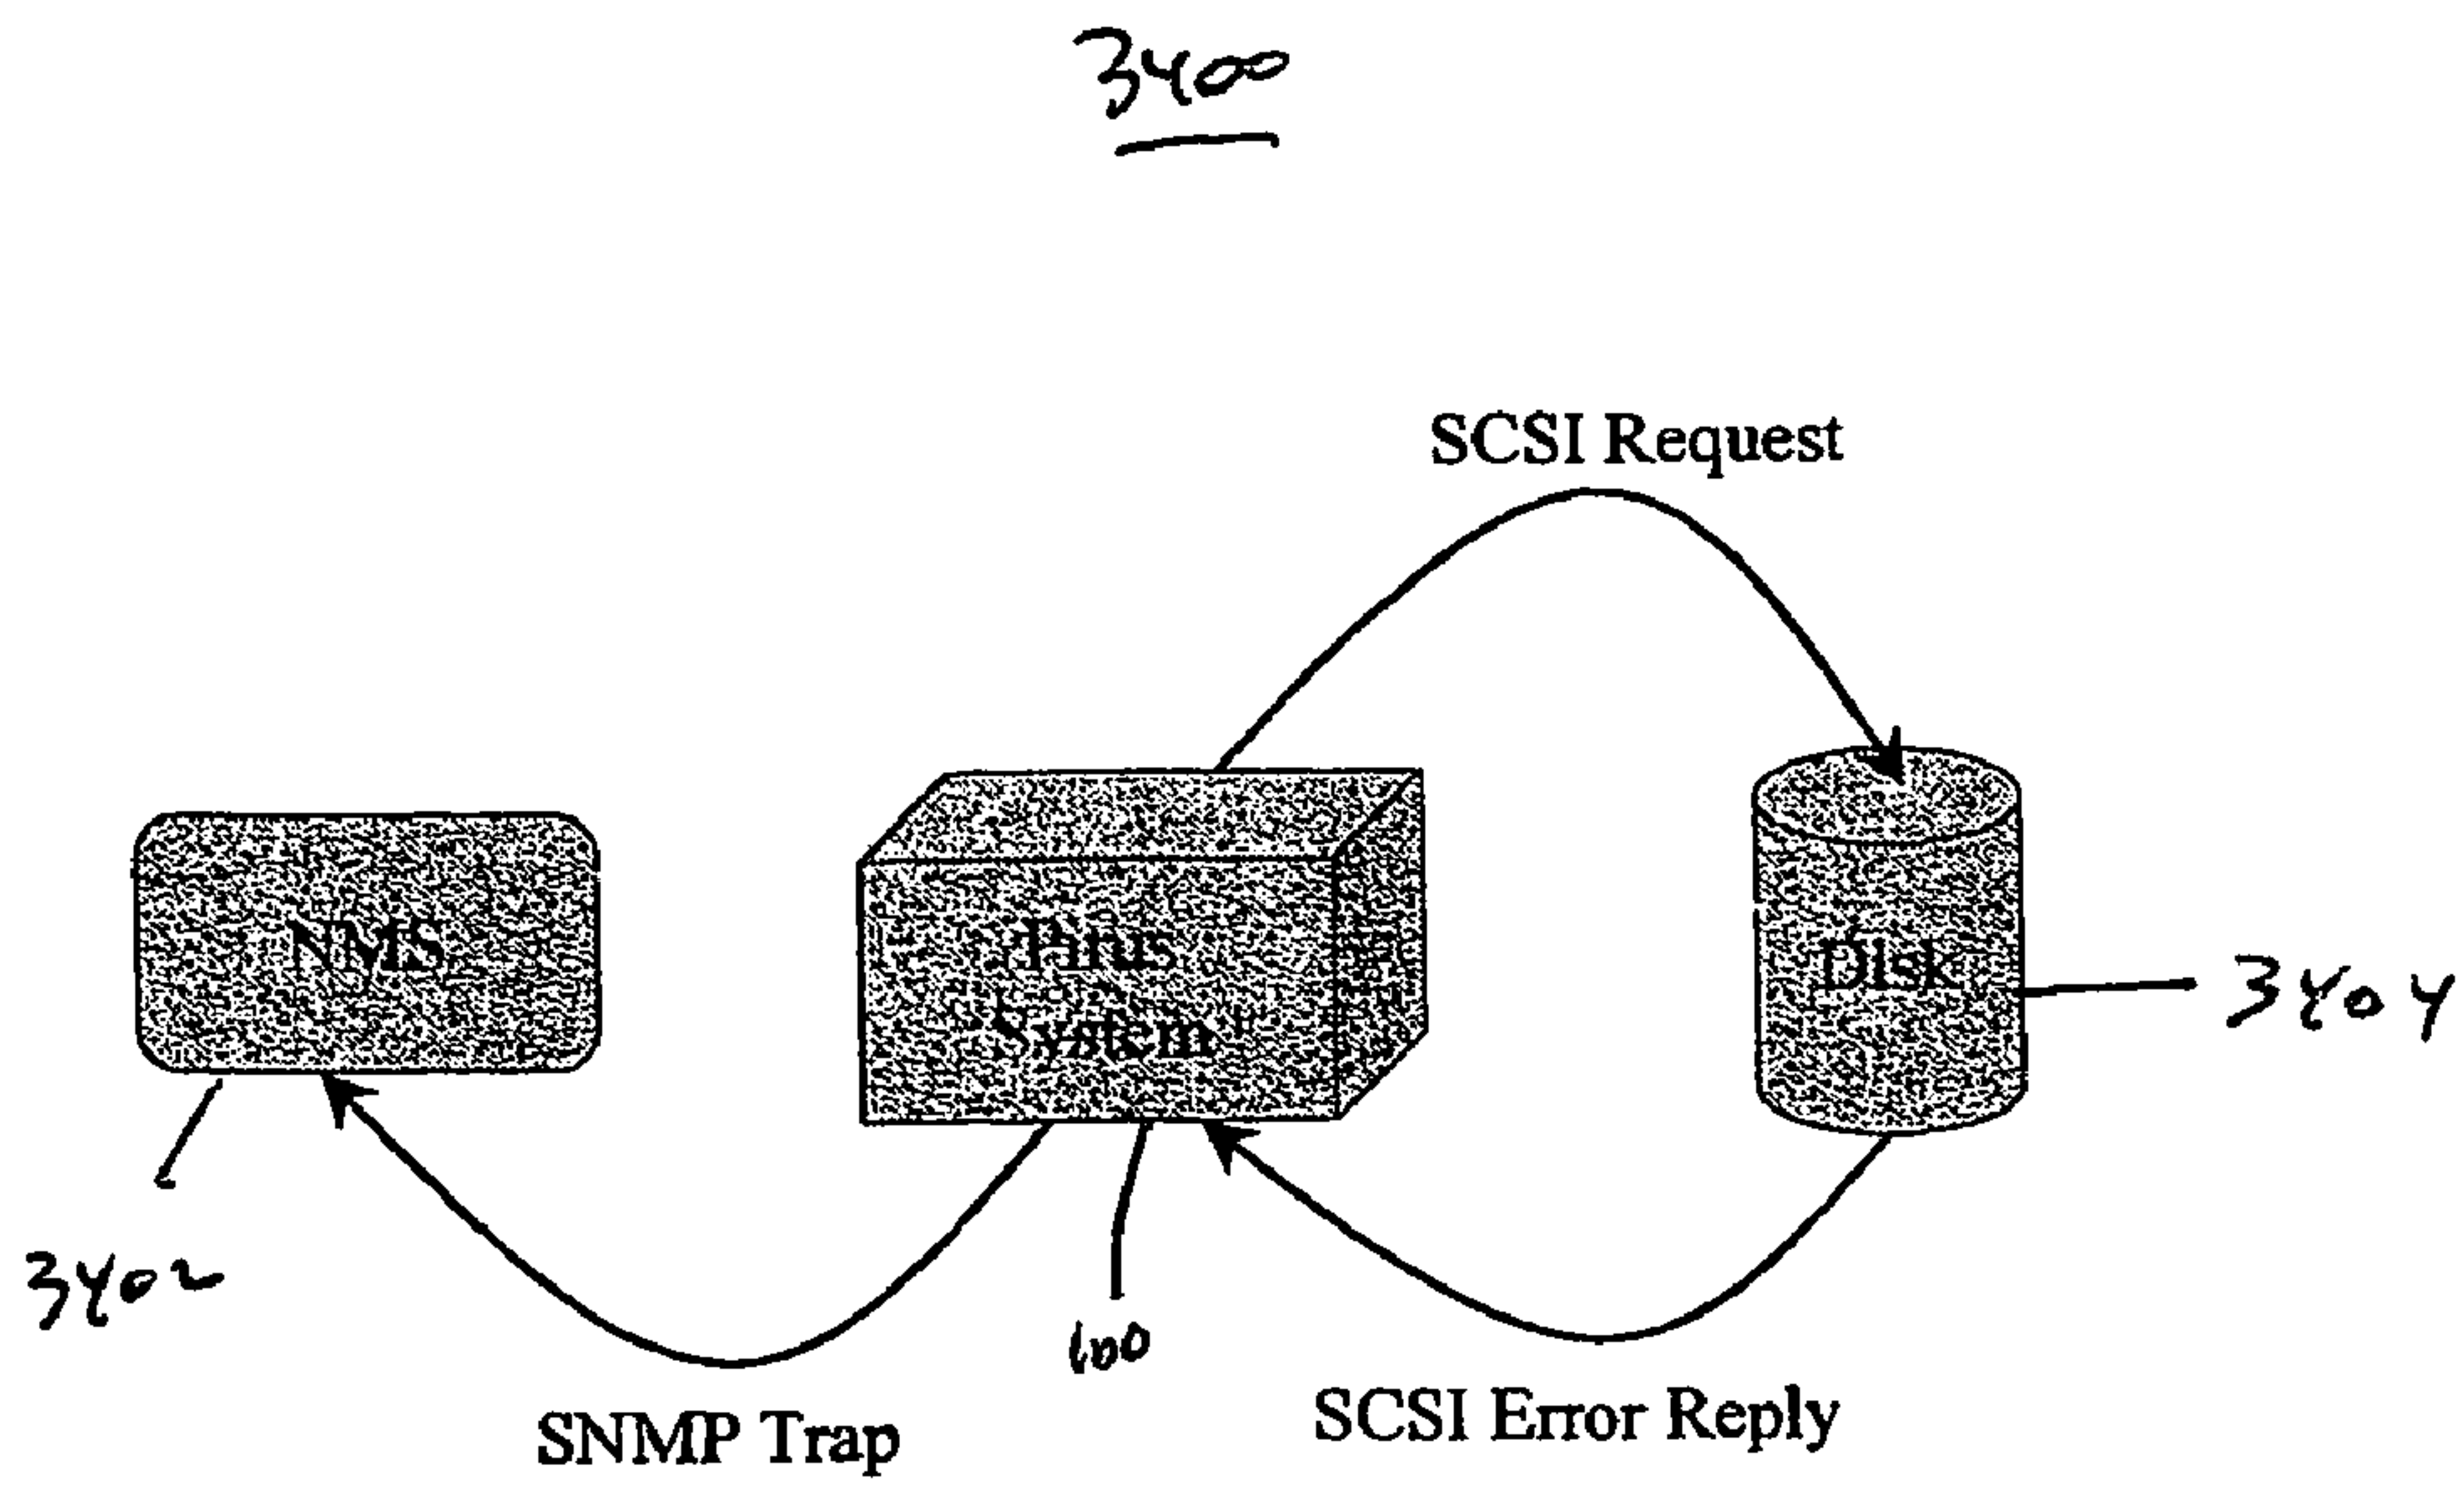 3400
SCSI Request
NMS
Pirus
System
Disk
3404
3402
100
SNMP Trap
SCSI Error Reply